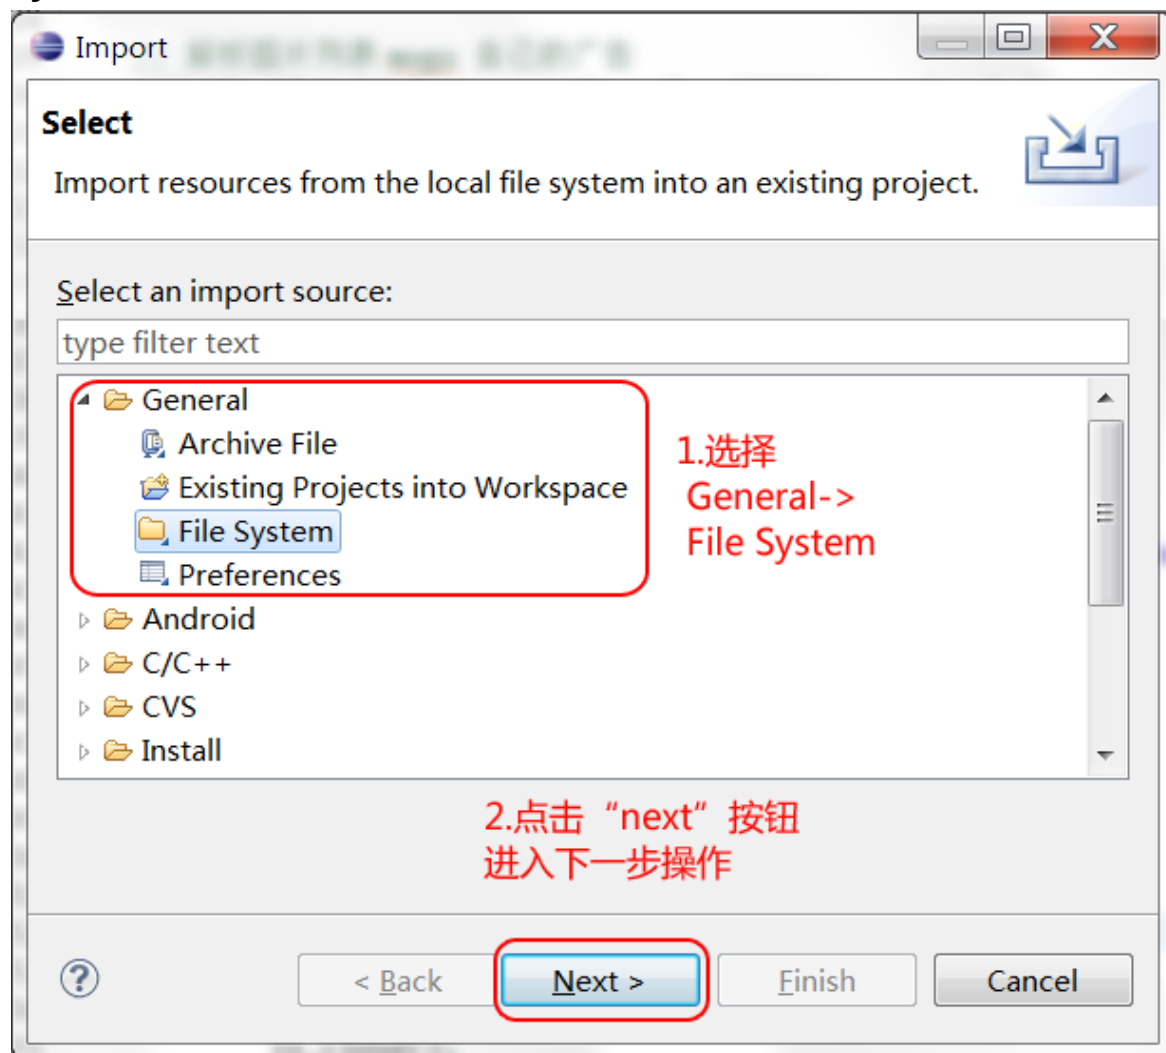 Import
Select
Import resources from the local file system into an existing project.
Select an import source:
type filter text
General
Archive File
Existing Projects into Workspace
File System
Preferences
Android
C/C++
CVS
Install
1.选择
General->
File System
2.点击“next”按钮
进入下一步操作
< Back
Next >
Finish
Cancel